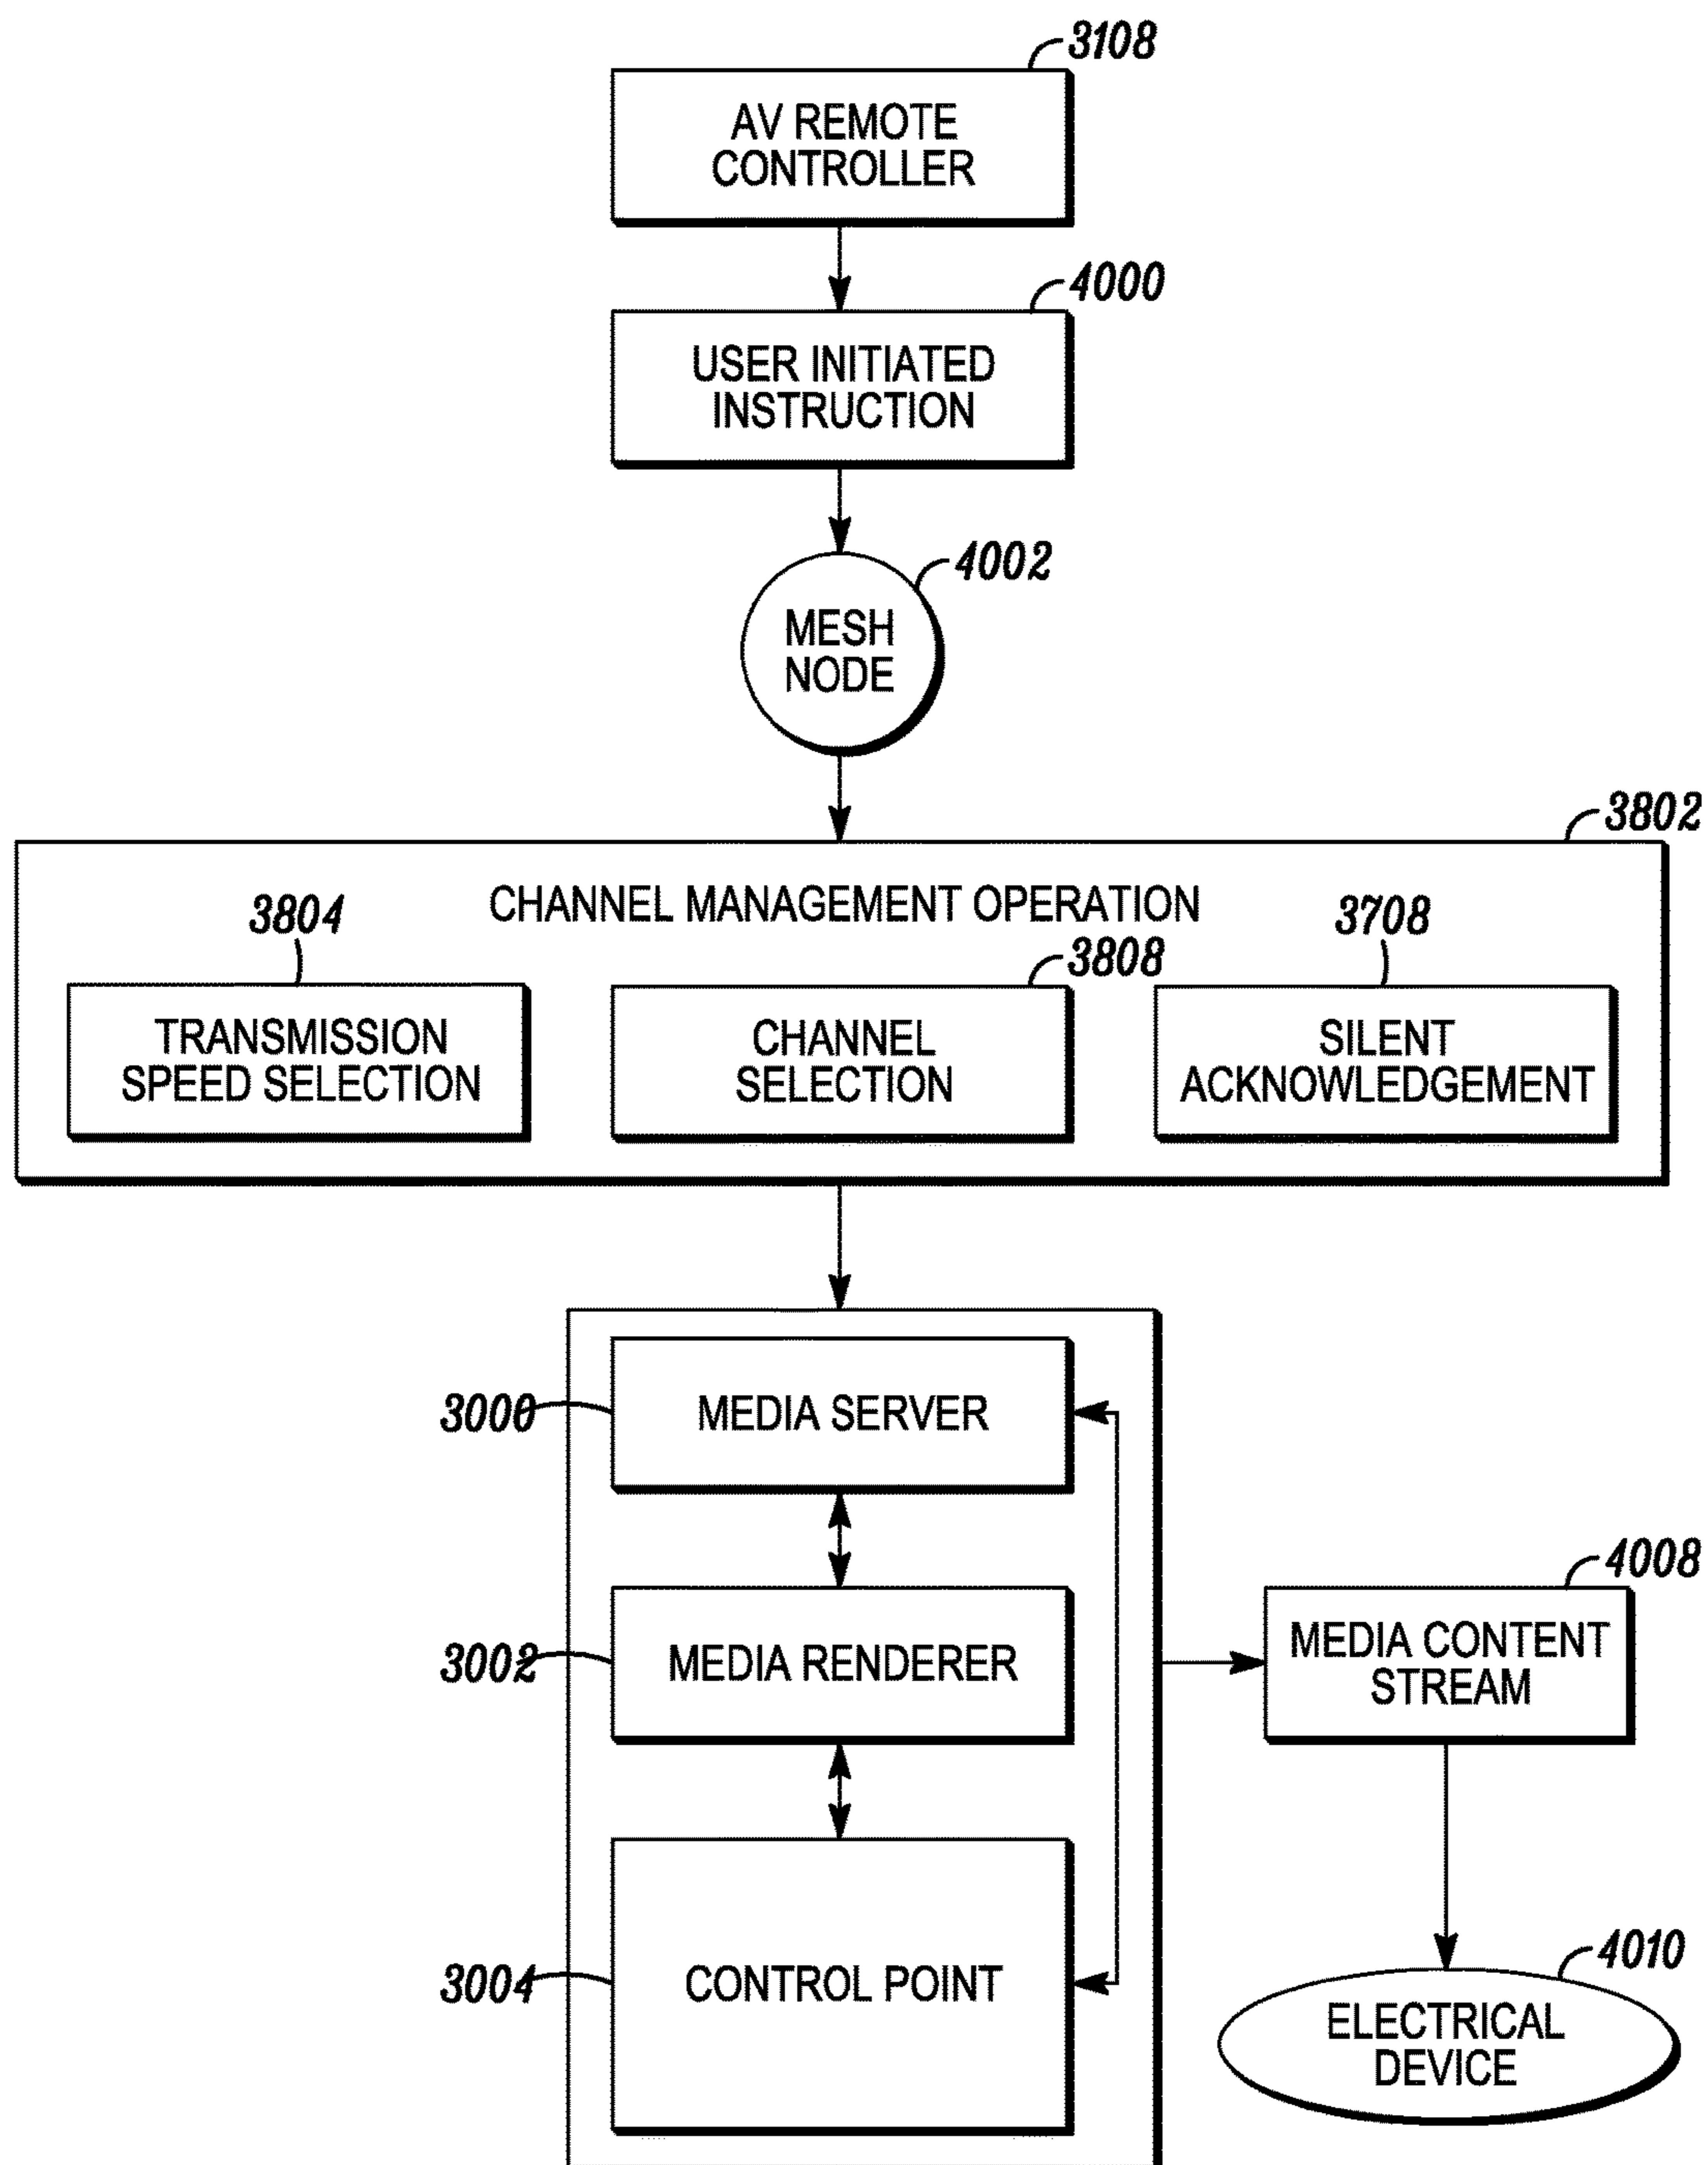 3108
AV REMOTE
CONTROLLER
4000
USER INITIATED
INSTRUCTION
4002
MESH
NODE
3802
CHANNEL MANAGEMENT OPERATION
3804
3808
3708
TRANSMISSION
SPEED SELECTION
CHANNEL
SELECTION
SILENT
ACKNOWLEDGEMENT
3000
MEDIA SERVER
3002
MEDIA RENDERER
4008
MEDIA CONTENT
STREAM
3004
CONTROL POINT
4010
ELECTRICAL
DEVICE